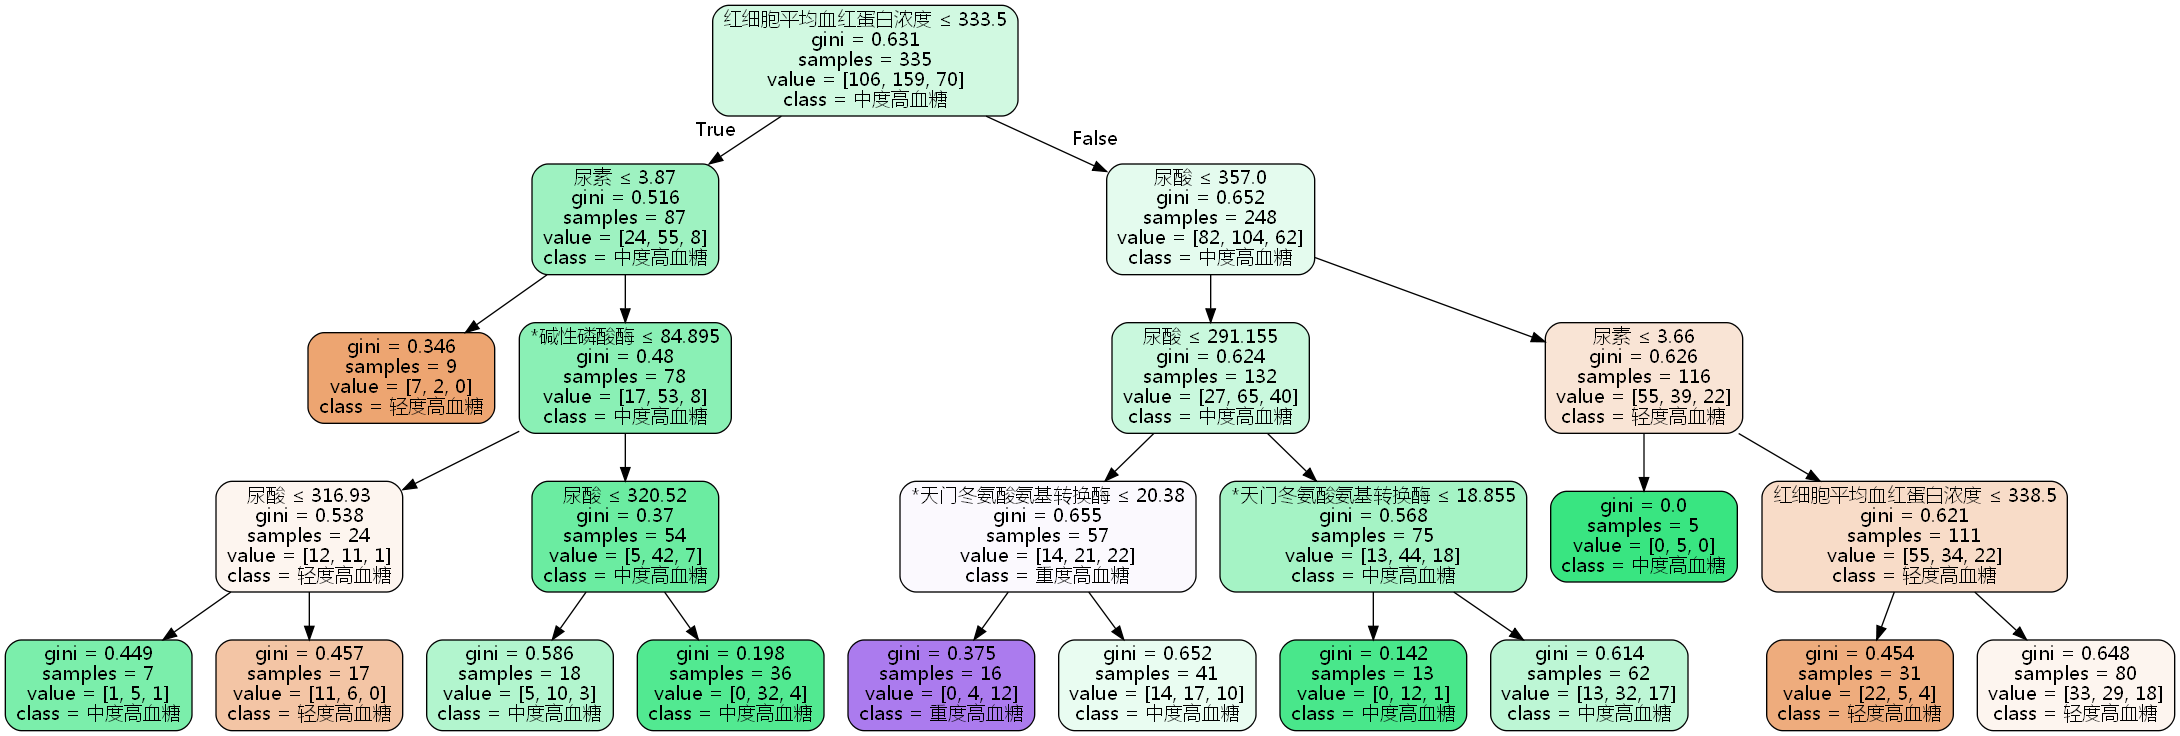 红细胞平均血红蛋白浓度 ≤ 333.5
gini = 0.631
samples = 335
value = [106, 159, 70]
class = 中度高血糖
True
False
尿素 ≤ 3.87
gini = 0.516
samples = 87
value = [24, 55, 8]
class = 中度高血糖
尿酸 ≤ 357.0
gini = 0.652
samples = 248
value = [82, 104, 62]
class = 中度高血糖
gini = 0.346
samples = 9
value = [7, 2, 0]
class = 轻度高血糖
*碱性磷酸酶 ≤ 84.895
gini = 0.48
samples = 78
value = [17, 53, 8]
class = 中度高血糖
尿酸 ≤ 291.155
gini = 0.624
samples = 132
value = [27, 65, 40]
class = 中度高血糖
尿素 ≤ 3.66
gini = 0.626
samples = 116
value = [55, 39, 22]
class = 轻度高血糖
尿酸 ≤ 316.93
gini = 0.538
samples = 24
value = [12, 11, 1]
class = 轻度高血糖
尿酸 ≤ 320.52
gini = 0.37
samples = 54
value = [5, 42, 7]
class = 中度高血糖
*天门冬氨酸氨基转换酶 ≤ 20.38
gini = 0.655
samples = 57
value = [14, 21, 22]
class = 重度高血糖
*天门冬氨酸氨基转换酶 ≤ 18.855
gini = 0.568
samples = 75
value = [13, 44, 18]
class = 中度高血糖
gini = 0.0
samples = 5
value = [0, 5, 0]
class = 中度高血糖
红细胞平均血红蛋白浓度 ≤ 338.5
gini = 0.621
samples = 111
value = [55, 34, 22]
class = 轻度高血糖
gini = 0.449
samples = 7
value = [1, 5, 1]
class = 中度高血糖
gini = 0.457
samples = 17
value = [11, 6, 0]
class = 轻度高血糖
gini = 0.586
samples = 18
value = [5, 10, 3]
class = 中度高血糖
gini = 0.198
samples = 36
value = [0, 32, 4]
class = 中度高血糖
gini = 0.375
samples = 16
value = [0, 4, 12]
class = 重度高血糖
gini = 0.652
samples = 41
value = [14, 17, 10]
class = 中度高血糖
gini = 0.142
samples = 13
value = [0, 12, 1]
class = 中度高血糖
gini = 0.614
samples = 62
value = [13, 32, 17]
class = 中度高血糖
gini = 0.454
samples = 31
value = [22, 5, 4]
class = 轻度高血糖
gini = 0.648
samples = 80
value = [33, 29, 18]
class = 轻度高血糖